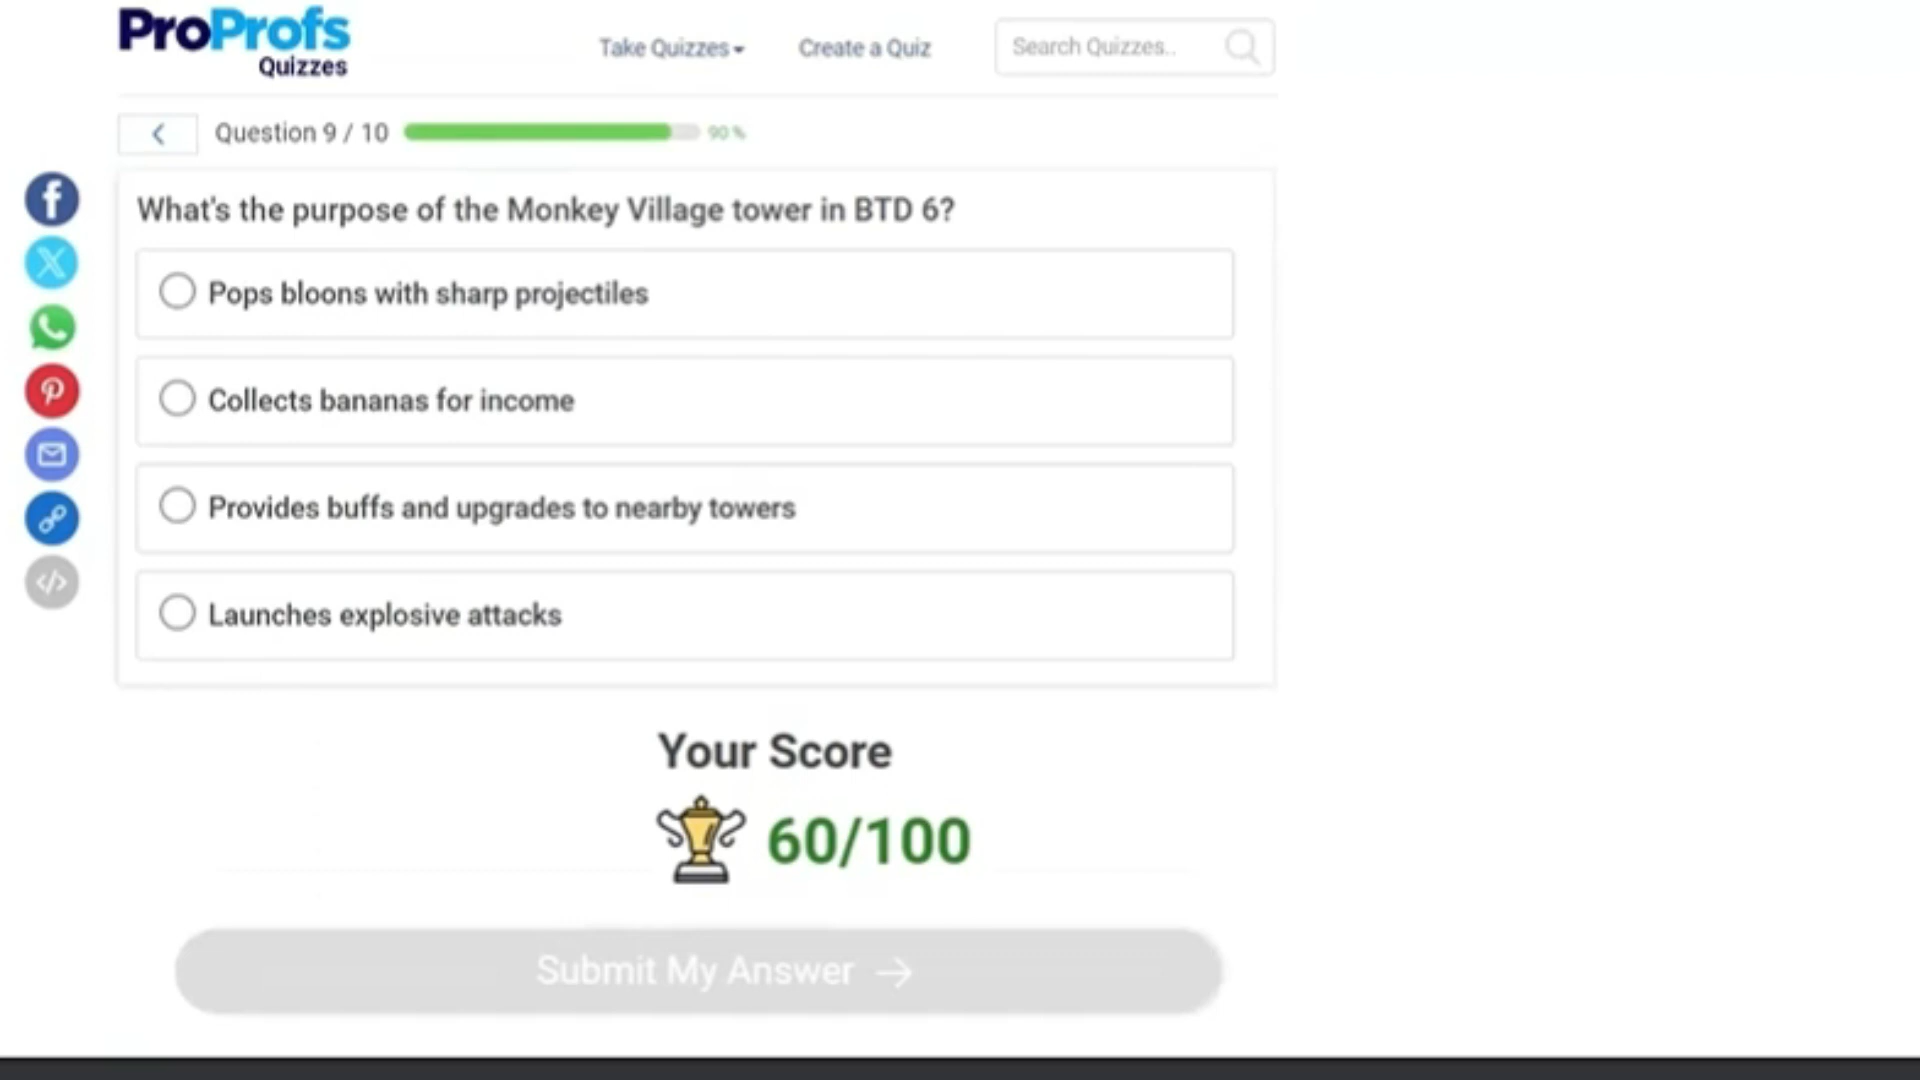 ProProfs
Quizzes
Take Quizzes
Create a Quiz
Search Quizzes..
Question 9 / 10
90 %
What's the purpose of the Monkey Village tower in BTD 6?
Pops bloons with sharp projectiles
Collects bananas for income
Provides buffs and upgrades to nearby towers
Launches explosive attacks
Your Score
60/100
Submit My Answer →